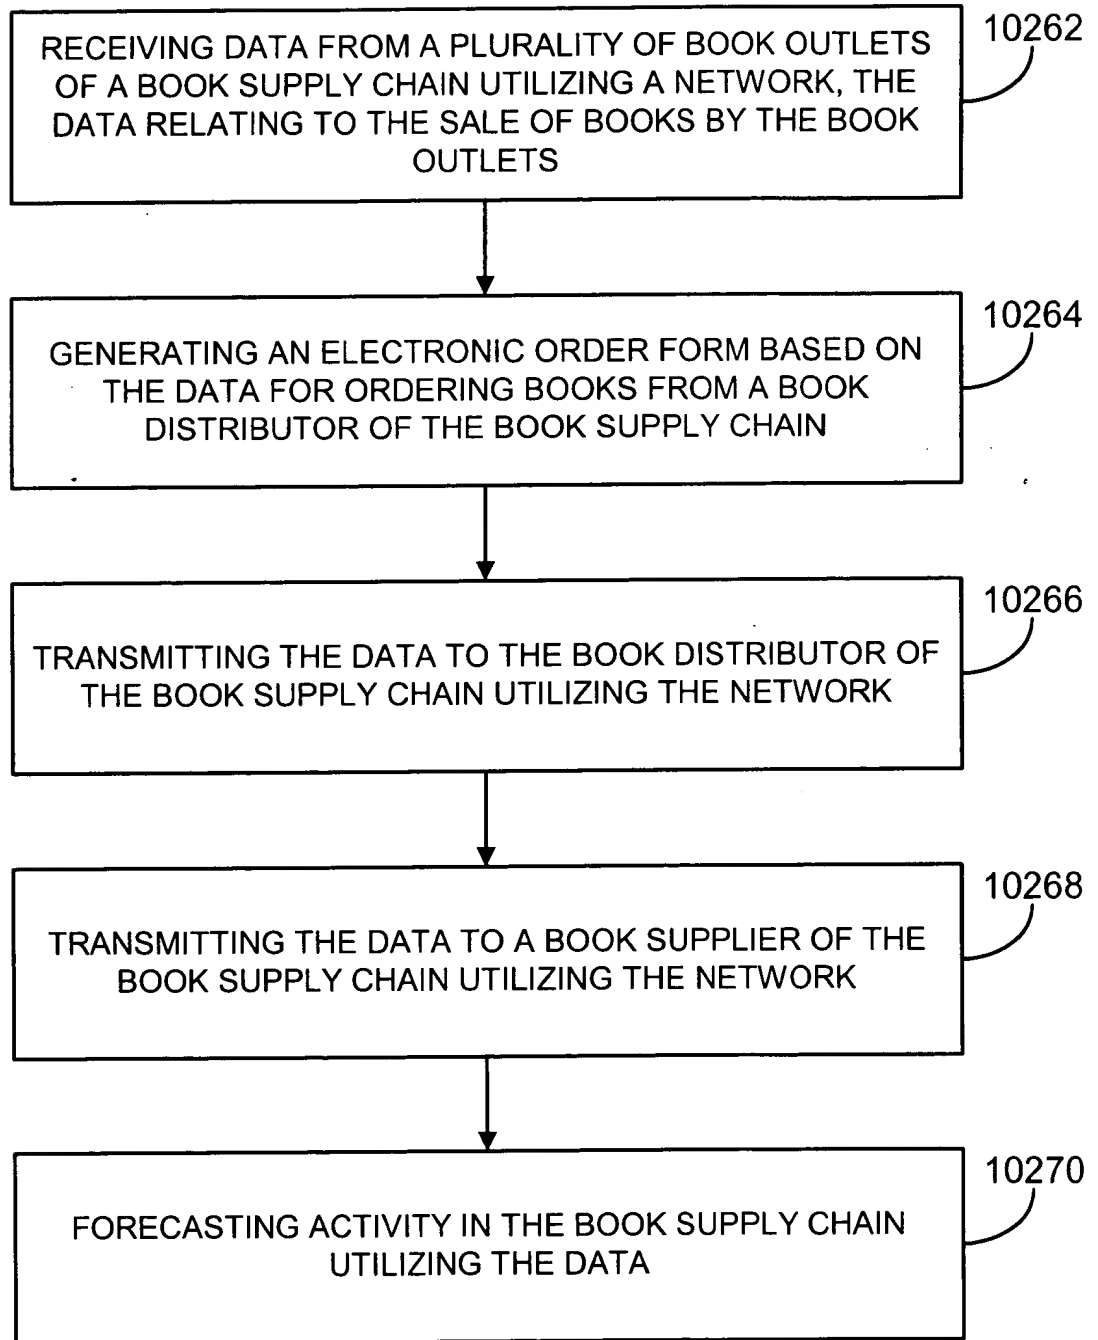 10262
RECEIVING DATA FROM A PLURALITY OF BOOK OUTLETS
OF A BOOK SUPPLY CHAIN UTILIZING A NETWORK, THE
DATA RELATING TO THE SALE OF BOOKS BY THE BOOK
OUTLETS
10264
GENERATING AN ELECTRONIC ORDER FORM BASED ON
THE DATA FOR ORDERING BOOKS FROM A BOOK
DISTRIBUTOR OF THE BOOK SUPPLY CHAIN
10266
TRANSMITTING THE DATA TO THE BOOK DISTRIBUTOR OF
THE BOOK SUPPLY CHAIN UTILIZING THE NETWORK
10268
TRANSMITTING THE DATA TO A BOOK SUPPLIER OF THE
BOOK SUPPLY CHAIN UTILIZING THE NETWORK
10270
FORECASTING ACTIVITY IN THE BOOK SUPPLY CHAIN
UTILIZING THE DATA